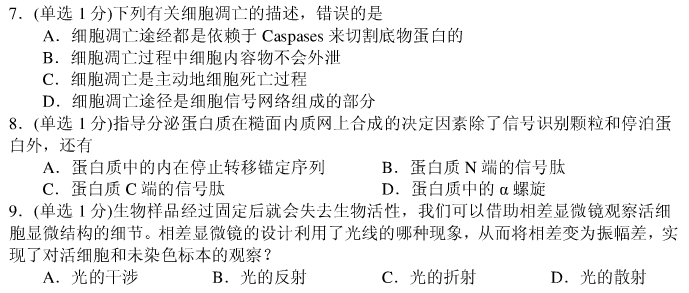 7. (单选 1 分)下列有关细胞凋亡的描述，错误的是
A．细胞凋亡途经都是依赖于 Caspases 来切割底物蛋白的
B．细胞凋亡过程中细胞内容物不会外泄
C．细胞凋亡是主动地细胞死亡过程
D．细胞凋亡途径是细胞信号网络组成的部分
8. (单选 1 分)指导分泌蛋白质在糙面内质网上合成的决定因素除了信号识别颗粒和停泊蛋
白外，还有
A．蛋白质中的内在停止转移锚定序列 B．蛋白质 N 端的信号肽
C．蛋白质 C 端的信号肽 D．蛋白质中的 α 螺旋
9. (单选 1 分)生物样品经过固定后就会失去生物活性，我们可以借助相差显微镜观察活细
胞显微结构的细节。相差显微镜的设计利用了光线的哪种现象，从而将相差变为振幅差，实
现了对活细胞和未染色标本的观察？
A．光的干涉 B．光的反射 C．光的折射 D．光的散射